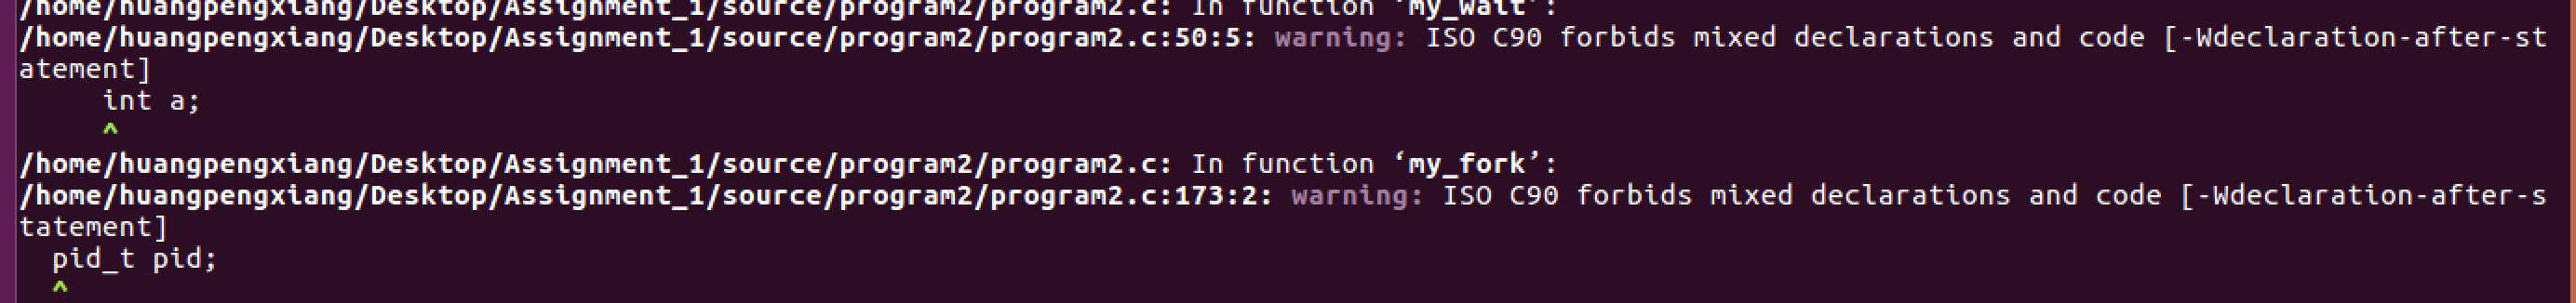 /home/huangpengxiang/Desktop/Assignment_1/source/program2/program2.c: In function ‘my_wait’:
/home/huangpengxiang/Desktop/Assignment_1/source/program2/program2.c:50:5: warning: ISO C90 forbids mixed declarations and code [-Wdeclaration-after-st
atement]
     int a;
     ^
/home/huangpengxiang/Desktop/Assignment_1/source/program2/program2.c: In function ‘my_fork’:
/home/huangpengxiang/Desktop/Assignment_1/source/program2/program2.c:173:2: warning: ISO C90 forbids mixed declarations and code [-Wdeclaration-after-s
tatement]
  pid_t pid;
  ^